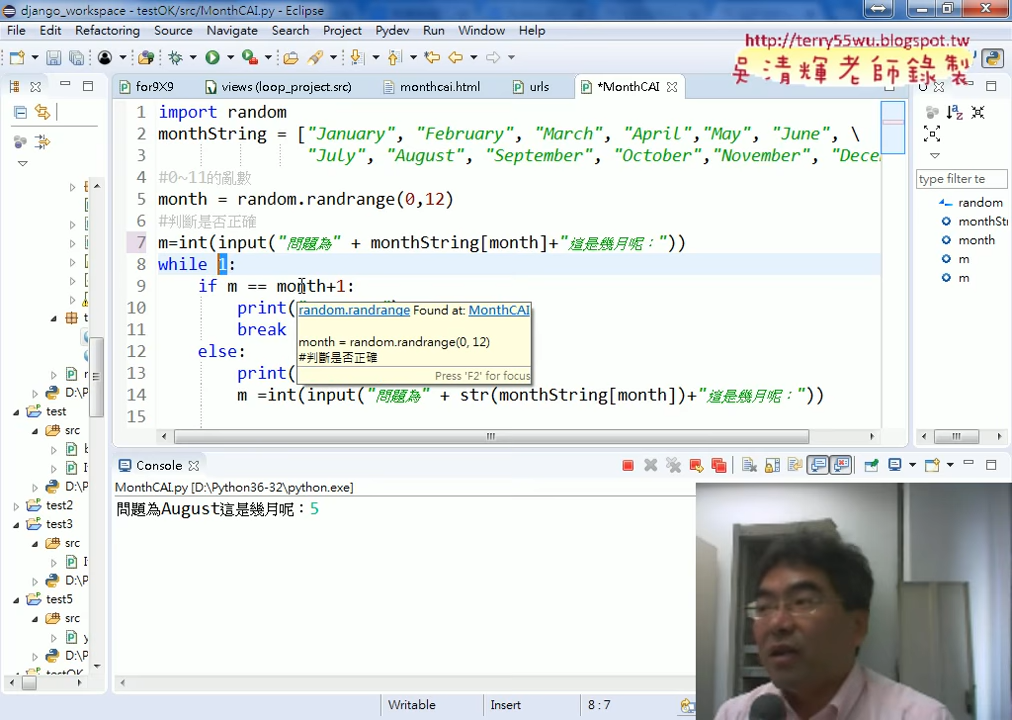 django_workspace - testOK/src/MonthCAI.py - Eclipse
File Edit Refactoring Source Navigate Search Project Pydev Run Window Help
http://terry55wu.blogspot.tw
吳清輝老師錄製
for9X9 views (loop_project.src) monthcai.html urls *MonthCAI
1 import random
2 monthString = ["January", "February", "March", "April","May", "June", \
3 "July", "August", "September", "October","November", "Dece
4 #0~11的亂數
5 month = random.randrange(0,12)
6 #判斷是否正確
7 m=int(input("問題為" + monthString[month]+"這是幾月呢："))
8 while 1:
9 if m == month+1:
10 print(
11 break
12 else:
13 print(
14 m =int(input("問題為" + str(monthString[month])+"這是幾月呢："))
15
random.randrange Found at: MonthCAI
month = random.randrange(0, 12)
#判斷是否正確
Press 'F2' for focus
type filter te
random
monthSt
month
m
m
test
src
D:\P
test2
test3
src
D:\P
test5
src
D:\P
Console
MonthCAI.py [D:\Python36-32\python.exe]
問題為August這是幾月呢：5
Writable Insert 8 : 7